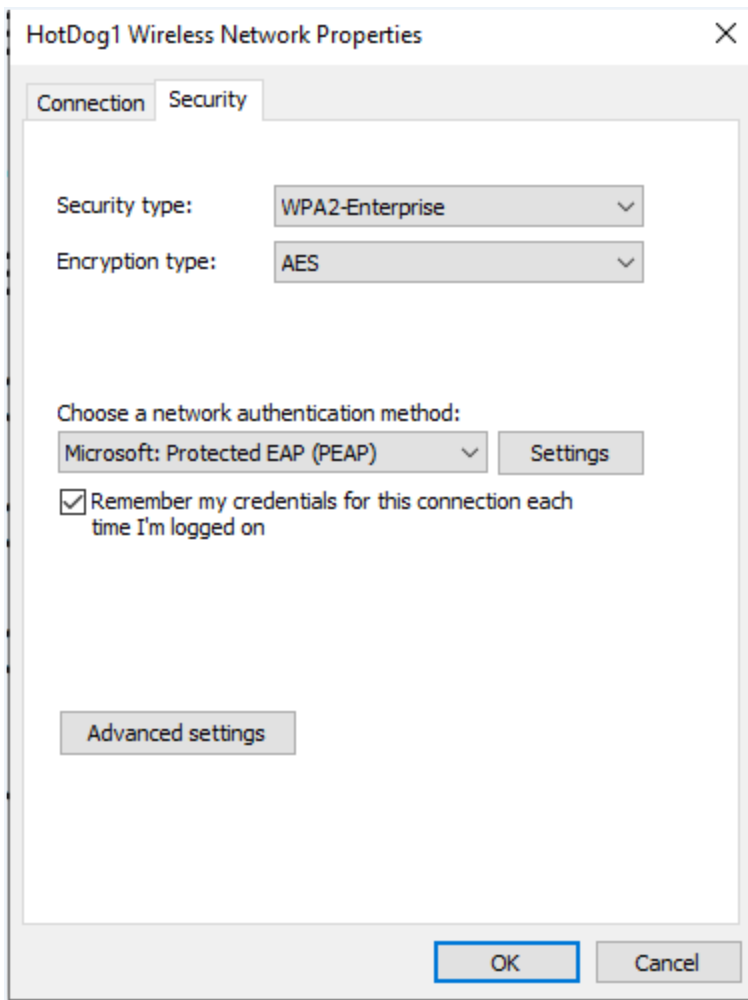 HotDog1 Wireless Network Properties
Connection
Security
Security type:
WPA2-Enterprise
Encryption type:
AES
Choose a network authentication method:
Microsoft: Protected EAP (PEAP)
Settings
Remember my credentials for this connection each
time I'm logged on
Advanced settings
OK
Cancel